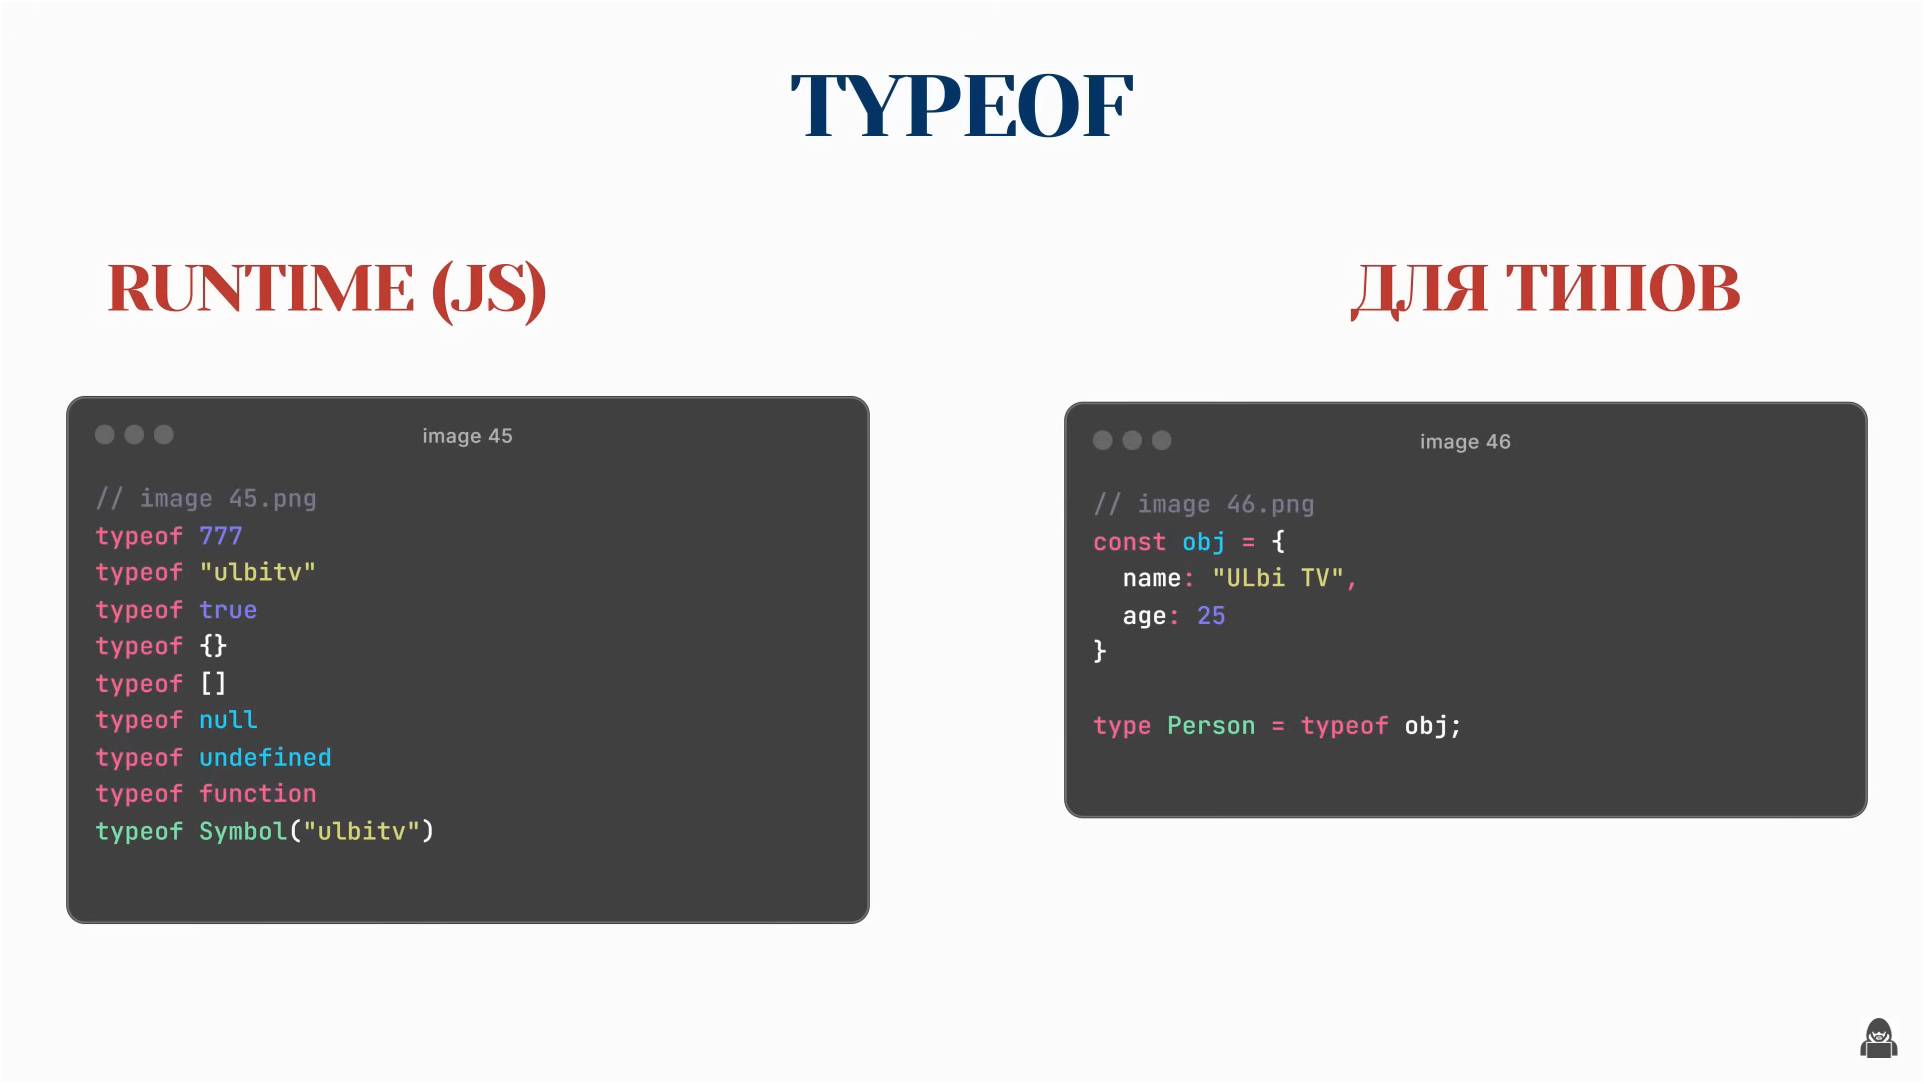 TYPEOF
RUNTIME (JS)
ДЛЯ ТИПОВ
image 45
// image 45.png
typeof 777
typeof "ulbitv"
typeof true
typeof {}
typeof []
typeof null
typeof undefined
typeof function
typeof Symbol("ulbitv")
image 46
// image 46.png
const obj = {
  name: "ULbi TV",
  age: 25
}
type Person = typeof obj;